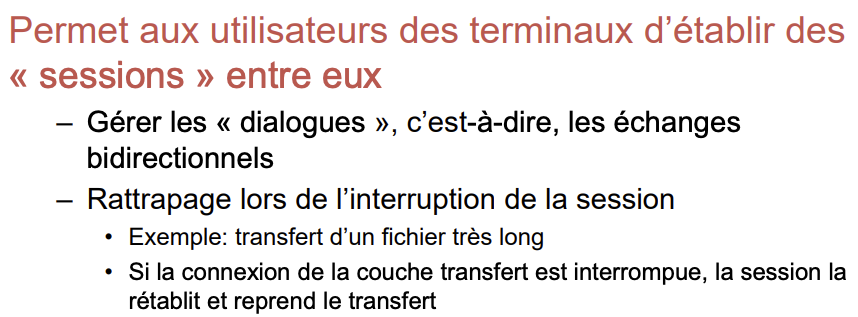 Permet aux utilisateurs des terminaux d’établir des
« sessions » entre eux
– Gérer les « dialogues », c’est-à-dire, les échanges
bidirectionnels
– Rattrapage lors de l’interruption de la session
• Exemple: transfert d’un fichier très long
• Si la connexion de la couche transfert est interrompue, la session la
rétablit et reprend le transfert